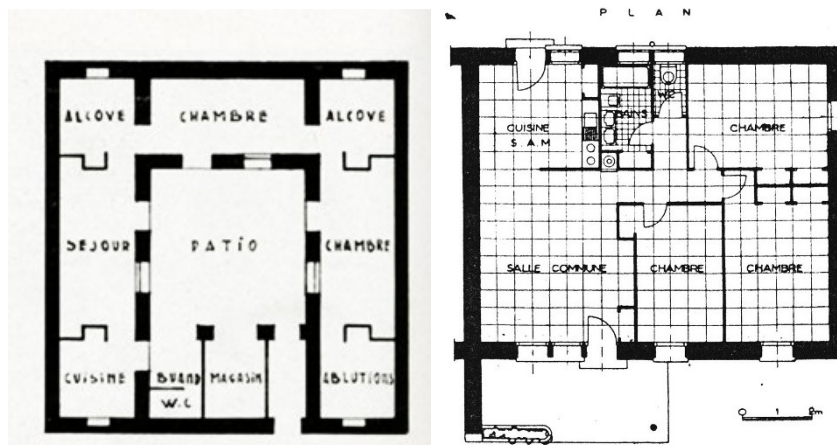 ALCOVE
CHAMBRE
ALCOVE
SEJOUR
PATIO
CHAMBRE
CUISINE
BUAND
W.C
MAGASIN
ABLUTIONS
PLAN
CUISINE
S.A.M
BAINS
W.C
CHAMBRE
SALLE COMMUNE
CHAMBRE
CHAMBRE
0 1 2m